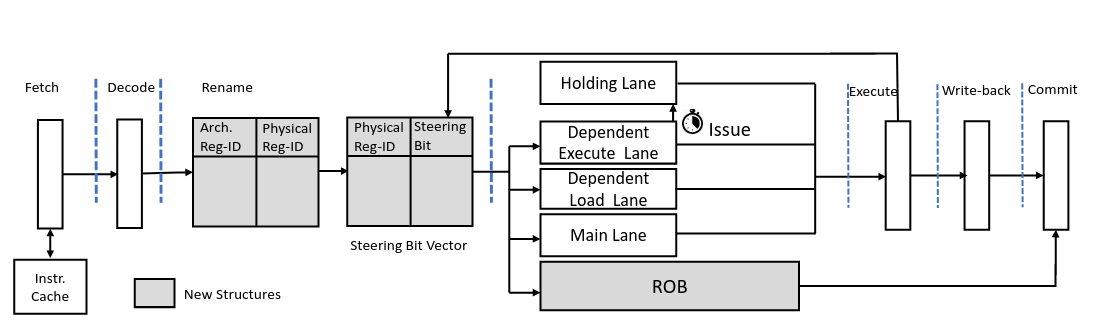 Fetch
Decode
Rename
Arch.
Reg-ID
Physical
Reg-ID
Physical
Reg-ID
Steering
Bit
Steering Bit Vector
Instr.
Cache
New Structures
Holding Lane
Dependent
Execute Lane
Issue
Dependent
Load Lane
Main Lane
ROB
Execute
Write-back
Commit